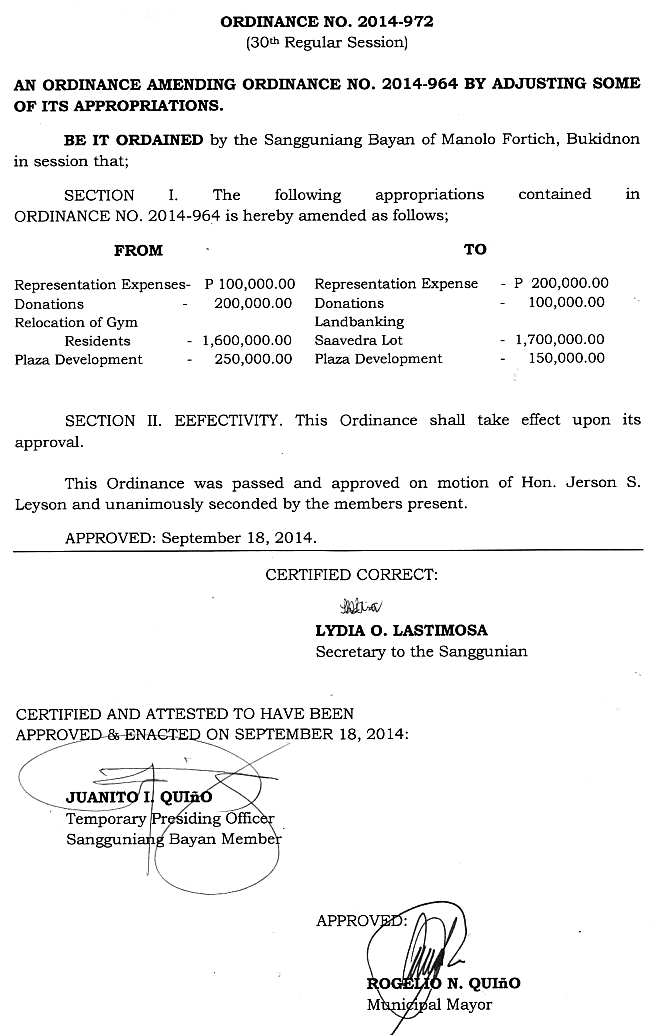 ORDINANCE NO. 2014-972
(30th Regular Session)
AN ORDINANCE AMENDING ORDINANCE NO. 2014-964 BY ADJUSTING SOME
OF ITS APPROPRIATIONS.
BE IT ORDAINED by the Sangguniang Bayan of Manolo Fortich, Bukidnon
in session that;
SECTION I. The following appropriations contained in
ORDINANCE NO. 2014-964 is hereby amended as follows;
FROM TO
Representation Expenses- P 100,000.00 Representation Expense - P 200,000.00
Donations - 200,000.00 Donations - 100,000.00
Relocation of Gym Landbanking
Residents - 1,600,000.00 Saavedra Lot - 1,700,000.00
Plaza Development - 250,000.00 Plaza Development - 150,000.00
SECTION II. EEFECTIVITY. This Ordinance shall take effect upon its
approval.
This Ordinance was passed and approved on motion of Hon. Jerson S.
Leyson and unanimously seconded by the members present.
APPROVED: September 18, 2014.
CERTIFIED CORRECT:
LYDIA O. LASTIMOSA
Secretary to the Sanggunian
CERTIFIED AND ATTESTED TO HAVE BEEN
APPROVED & ENACTED ON SEPTEMBER 18, 2014:
JUANITO I. QUIñO
Temporary Presiding Officer
Sangguniang Bayan Member
APPROVED:
ROGELIO N. QUIñO
Municipal Mayor